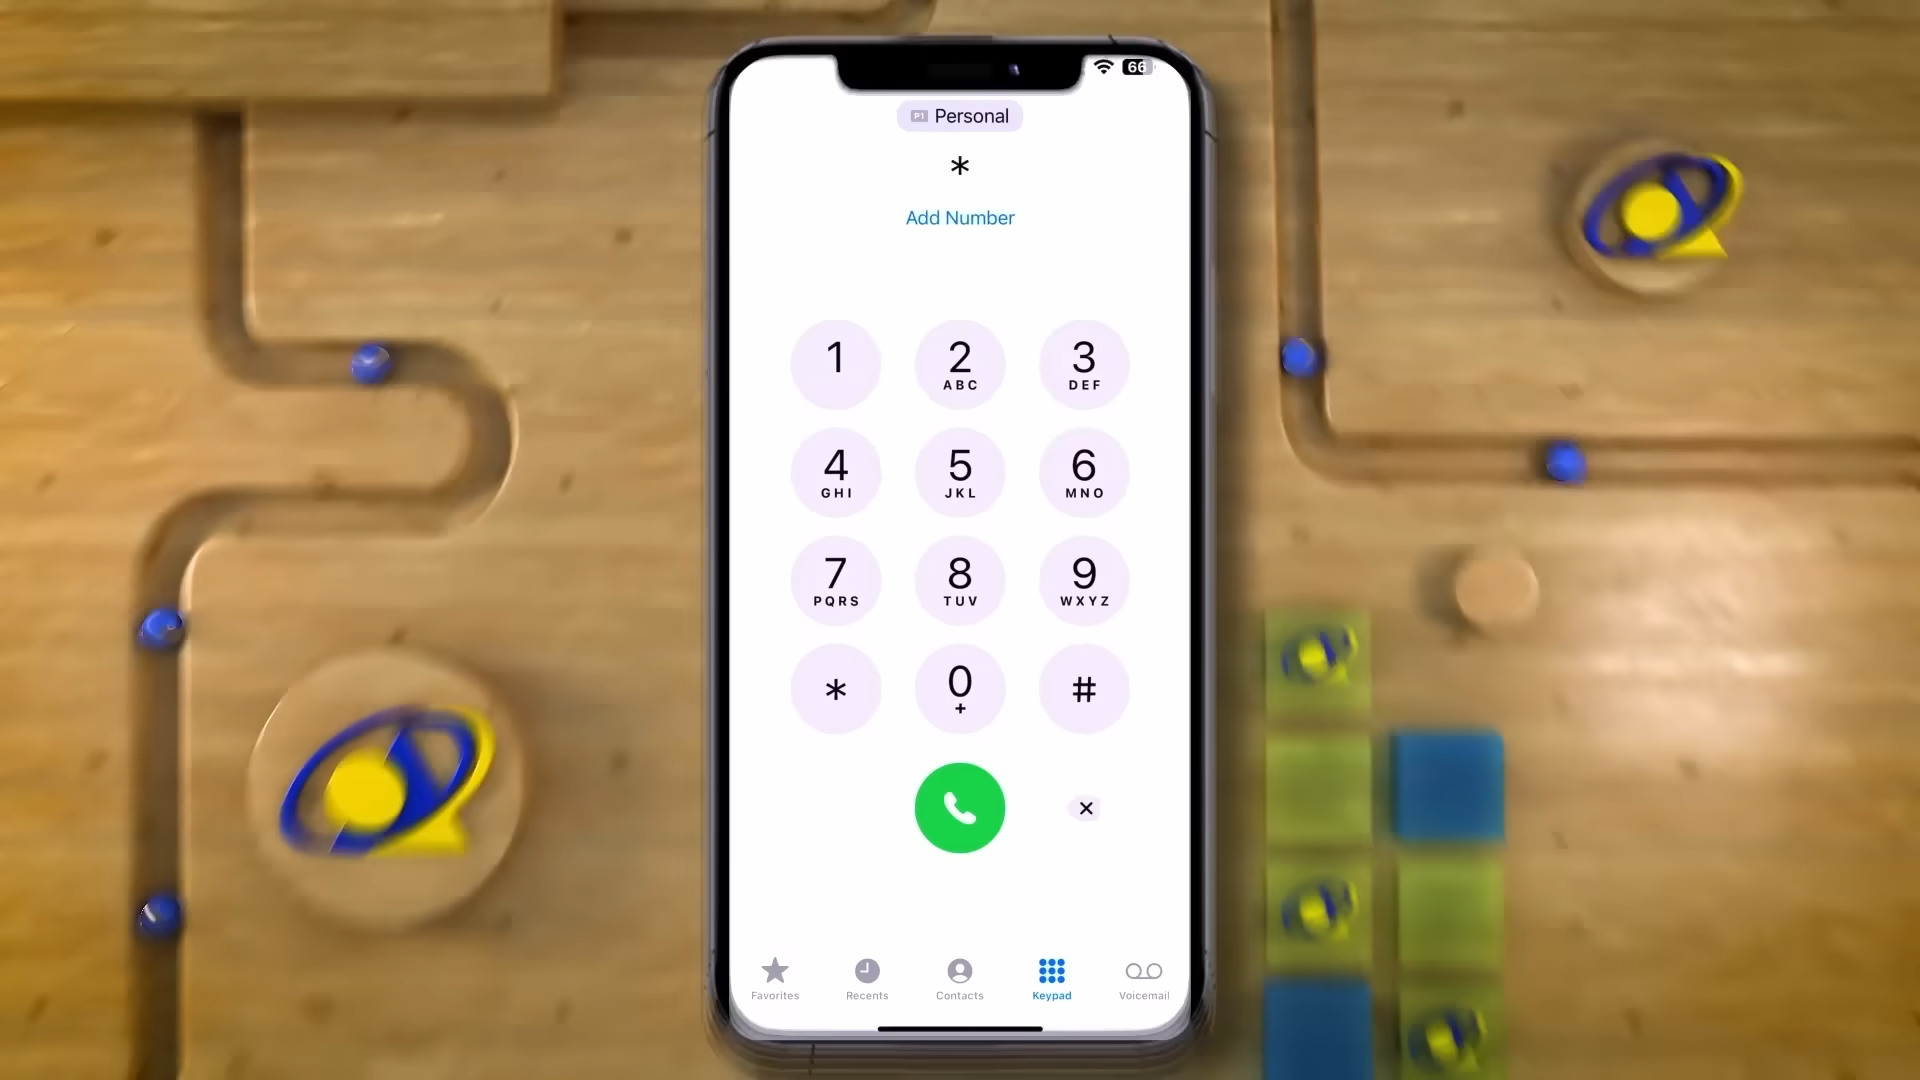 66
P1 Personal
*
Add Number
1
2
ABC
3
DEF
4
GHI
5
JKL
6
MNO
7
PQRS
8
TUV
9
WXYZ
*
0
+
#
Favorites
Recents
Contacts
Keypad
Voicemail